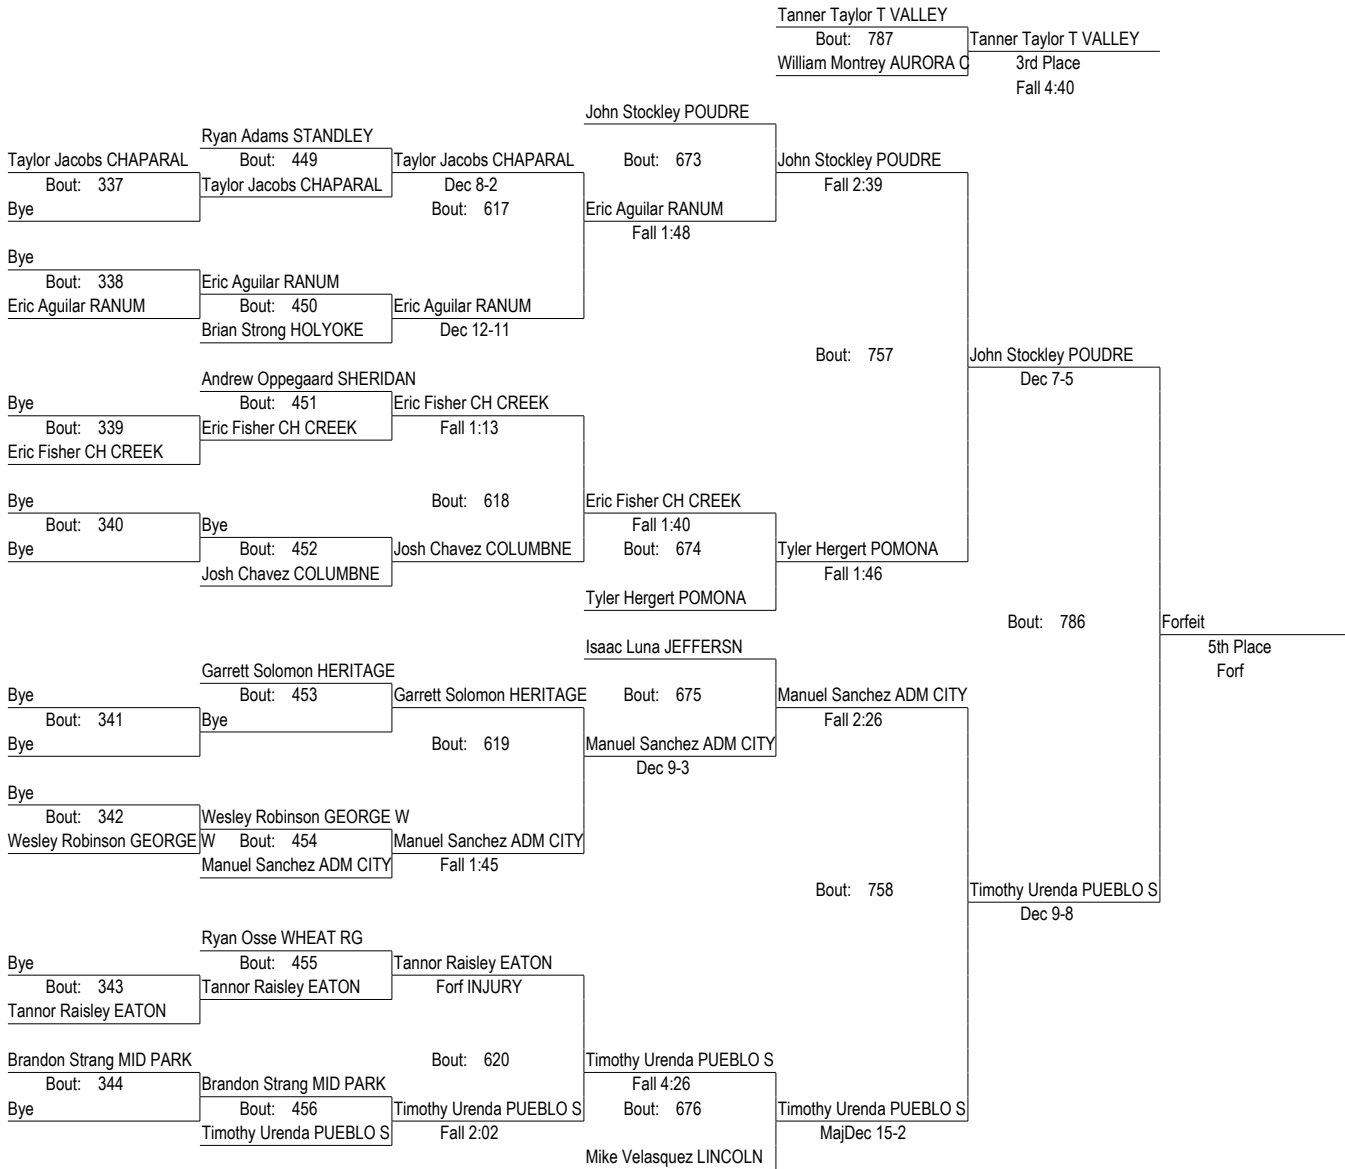 Tanner Taylor T VALLEY
Bout: 787 Tanner Taylor T VALLEY
William Montrey AURORA C 3rd Place
Fall 4:40
John Stockley POUDRE
Ryan Adams STANDLEY
Taylor Jacobs CHAPARAL Bout: 449 Taylor Jacobs CHAPARAL Bout: 673 John Stockley POUDRE
Bout: 337 Taylor Jacobs CHAPARAL Dec 8-2 Fall 2:39
Bye Bout: 617 Eric Aguilar RANUM
Fall 1:48
Bye
Bout: 338 Eric Aguilar RANUM
Eric Aguilar RANUM Bout: 450 Eric Aguilar RANUM
Brian Strong HOLYOKE Dec 12-11
Bout: 757 John Stockley POUDRE
Andrew Oppegaard SHERIDAN Dec 7-5
Bye Bout: 451 Eric Fisher CH CREEK
Bout: 339 Eric Fisher CH CREEK Fall 1:13
Eric Fisher CH CREEK
Bye Bout: 618 Eric Fisher CH CREEK
Bout: 340 Bye Fall 1:40
Bye Bout: 452 Josh Chavez COLUMBNE Bout: 674 Tyler Hergert POMONA
Josh Chavez COLUMBNE Fall 1:46
Tyler Hergert POMONA
Bout: 786 Forfeit
Isaac Luna JEFFERSN 5th Place
Garrett Solomon HERITAGE Forf
Bye Bout: 453 Garrett Solomon HERITAGE Bout: 675 Manuel Sanchez ADM CITY
Bout: 341 Bye Fall 2:26
Bye Bout: 619 Manuel Sanchez ADM CITY
Dec 9-3
Bye
Bout: 342 Wesley Robinson GEORGE W
Wesley Robinson GEORGE W Bout: 454 Manuel Sanchez ADM CITY
Manuel Sanchez ADM CITY Fall 1:45
Bout: 758 Timothy Urenda PUEBLO S
Dec 9-8
Ryan Osse WHEAT RG
Bye Bout: 455 Tannor Raisley EATON
Bout: 343 Tannor Raisley EATON Forf INJURY
Tannor Raisley EATON
Brandon Strang MID PARK Bout: 620 Timothy Urenda PUEBLO S
Bout: 344 Brandon Strang MID PARK Fall 4:26
Bye Bout: 456 Timothy Urenda PUEBLO S Bout: 676 Timothy Urenda PUEBLO S
Timothy Urenda PUEBLO S Fall 2:02 MajDec 15-2
Mike Velasquez LINCOLN